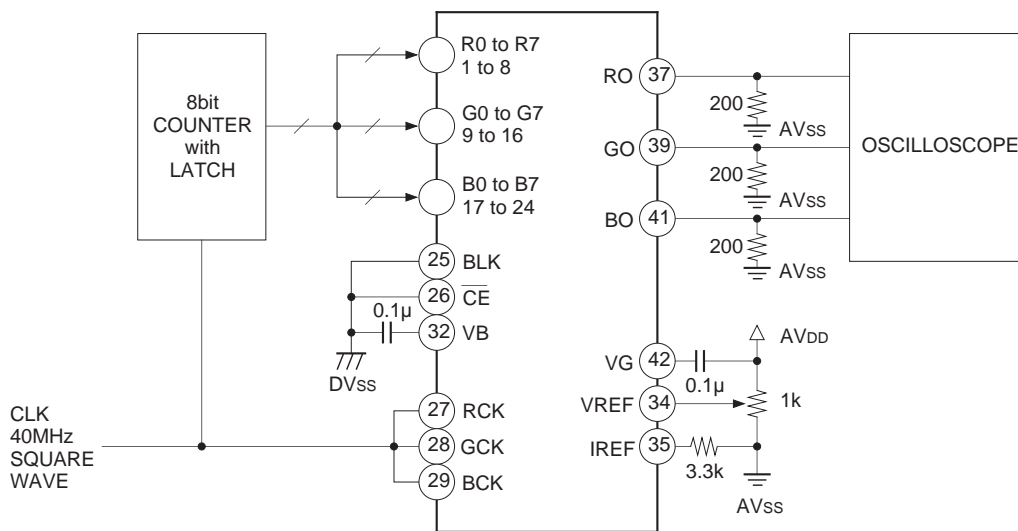 8bit
COUNTER
with
LATCH
R0 to R7
1 to 8
G0 to G7
9 to 16
B0 to B7
17 to 24
25 BLK
26 CE
0.1µ
32 VB
DVSS
27 RCK
28 GCK
29 BCK
CLK
40MHz
SQUARE
WAVE
RO 37
200
AVSS
GO 39
200
AVSS
BO 41
200
AVSS
OSCILLOSCOPE
AVDD
VG 42
0.1µ
1k
VREF 34
IREF 35
3.3k
AVSS